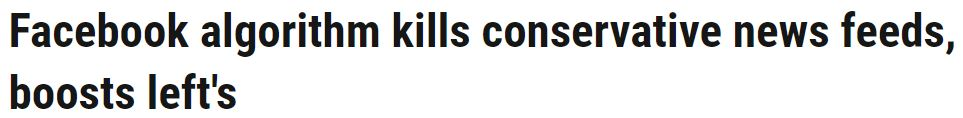 Facebook algorithm kills conservative news feeds,
boosts left's